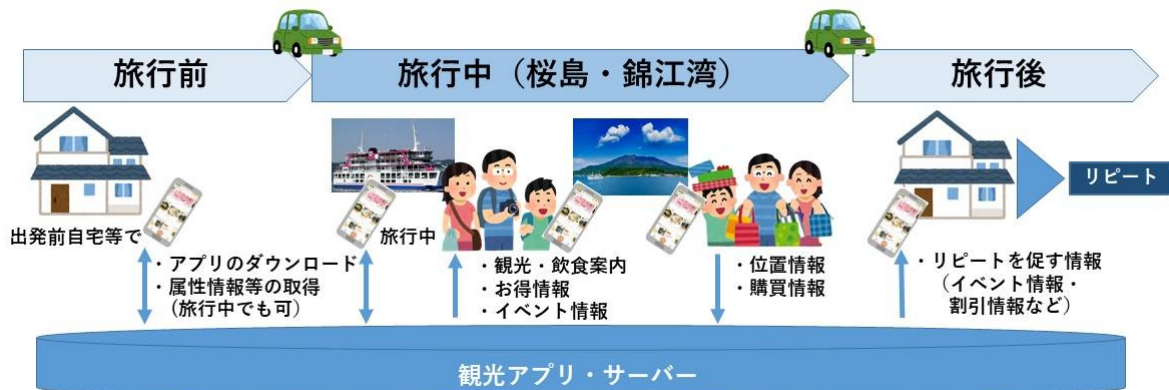 旅行前
旅行中（桜島・錦江湾）
旅行後
リピート
出発前自宅等で
旅行中
・アプリのダウンロード
・属性情報等の取得
（旅行中でも可）
・観光・飲食案内
・お得情報
・イベント情報
・位置情報
・購買情報
・リピートを促す情報
（イベント情報・
割引情報など）
観光アプリ・サーバー